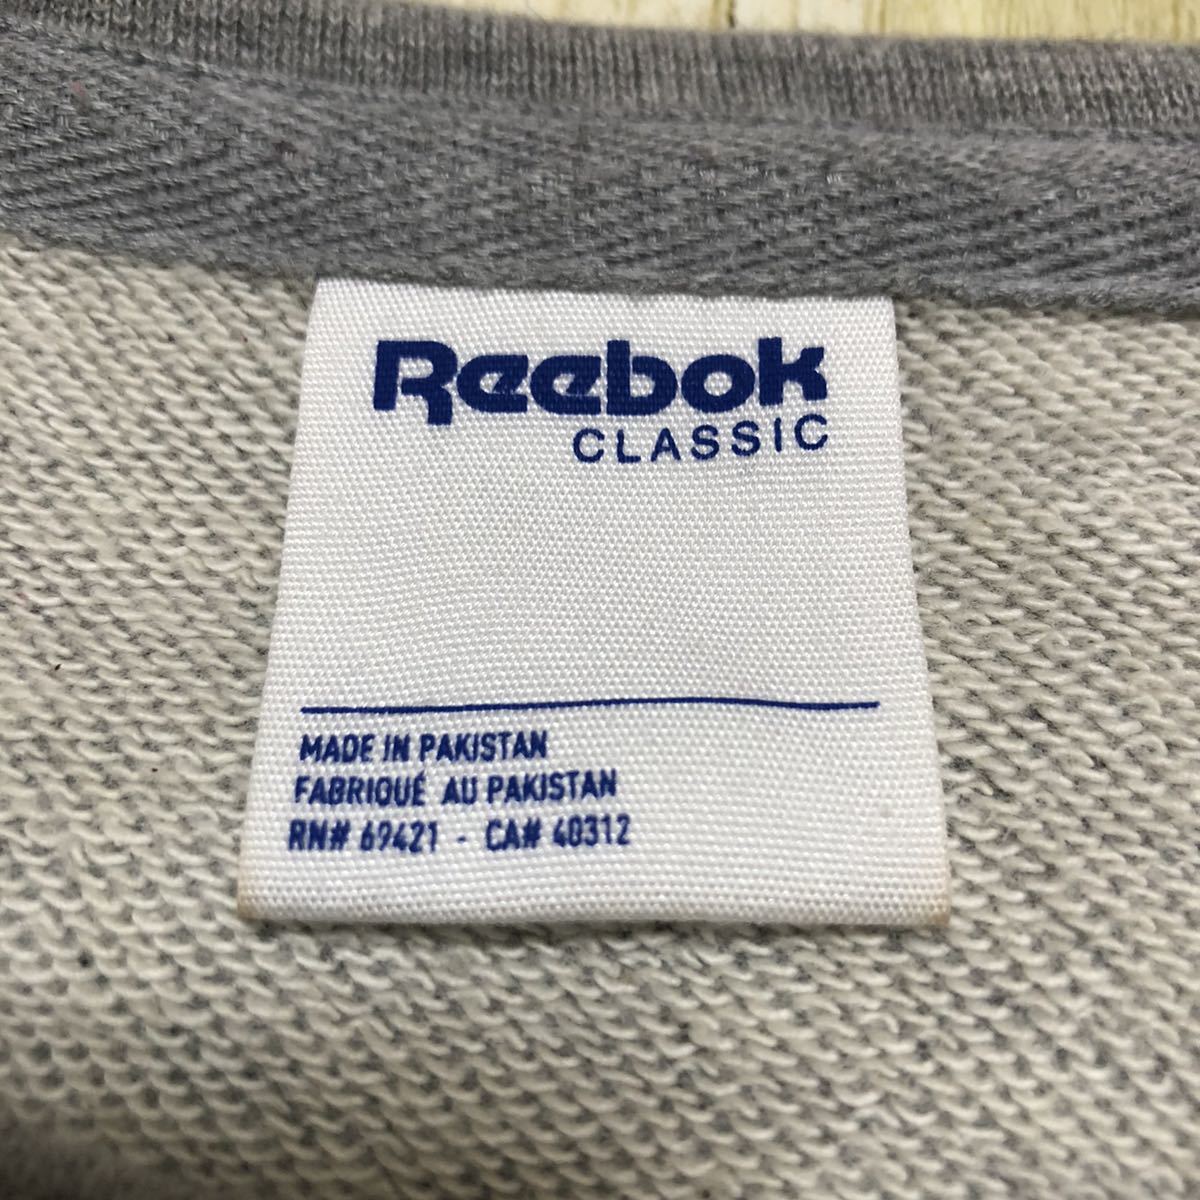 Reebok
CLASSIC
MADE IN PAKISTAN
FABRIQUÉ AU PAKISTAN
RN# 69421 - CA# 40312